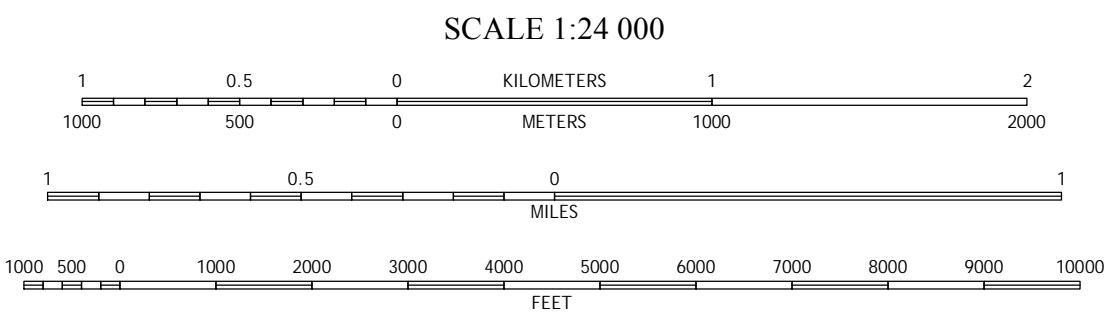 SCALE 1:24 000
1 0.5 0 KILOMETERS 1 2
1000 500 0 METERS 1000 2000
1 0.5 0 1
MILES
1000 500 0 1000 2000 3000 4000 5000 6000 7000 8000 9000 10000
FEET